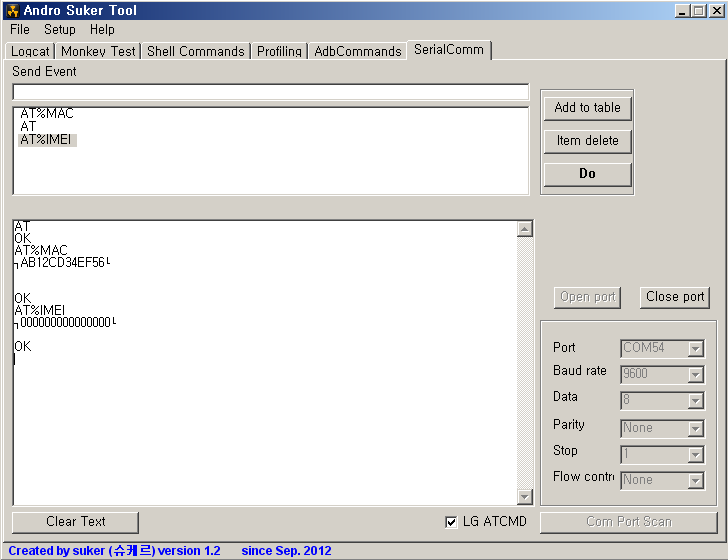 Andro Suker Tool
File Setup Help
Logcat Monkey Test Shell Commands Profiling AdbCommands SerialComm
Send Event
AT%MAC
AT
AT%IMEI
Add to table
Item delete
Do
AT
OK
AT%MAC
┐AB12CD34EF56└
OK
AT%IMEI
┐000000000000000└
OK
Open port Close port
Port COM54
Baud rate 9600
Data 8
Parity None
Stop 1
Flow contro None
Clear Text
LG ATCMD
Com Port Scan
Created by suker (슈케르) version 1.2 since Sep. 2012